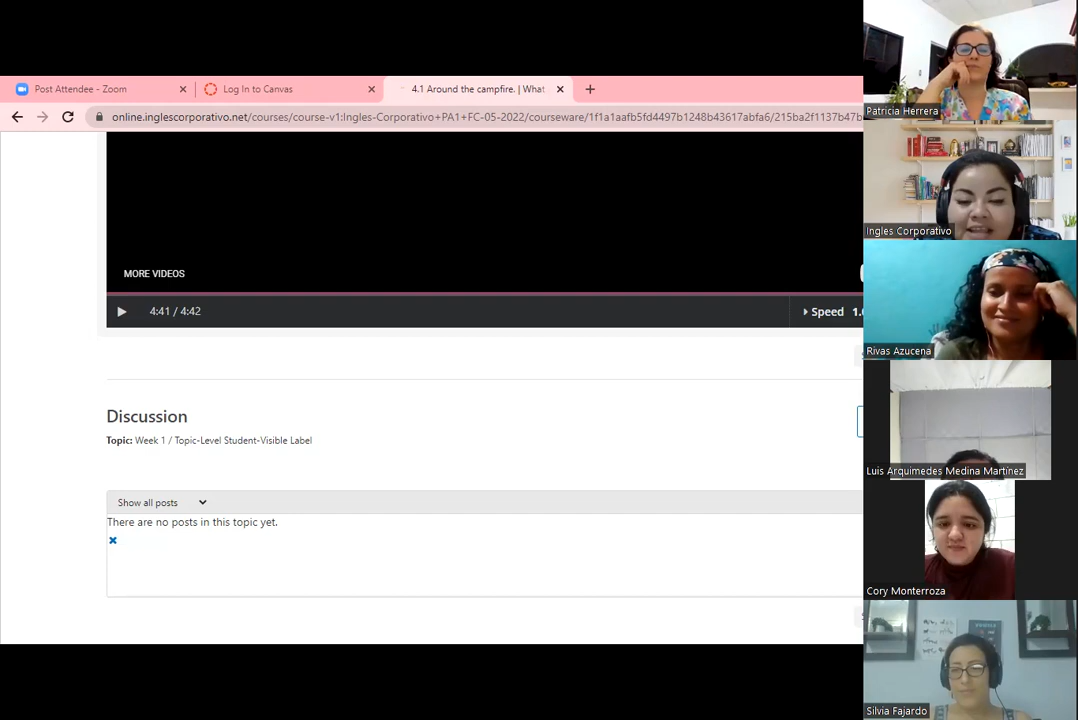 Post Attendee - Zoom
Log In to Canvas
4.1 Around the campfire. | What
online.inglescorporativo.net/courses/course-v1:Ingles-Corporativo+PA1+FC-05-2022/courseware/1f1a1aafb5fd4497b1248b43617abfa6/215ba2f1137b47b
MORE VIDEOS
4:41 / 4:42
Speed 1.
Discussion
Topic: Week 1 / Topic-Level Student-Visible Label
Show all posts
There are no posts in this topic yet.
Patricia Herrera
Ingles Corporativo
Rivas Azucena
Luis Arquimedes Medina Martinez
Cory Monterroza
Silvia Fajardo